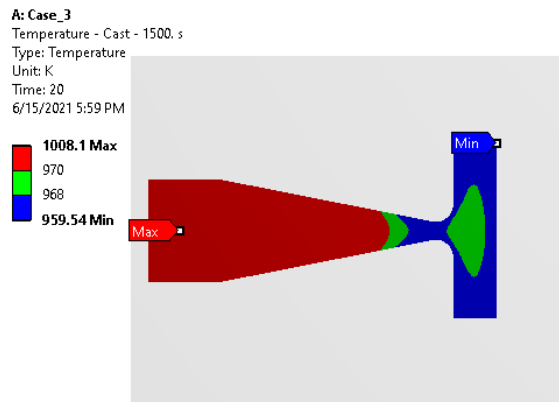 A: Case_3
Temperature - Cast - 1500. s
Type: Temperature
Unit: K
Time: 20
6/15/2021 5:59 PM
1008.1 Max
970
968
959.54 Min
Min
Max